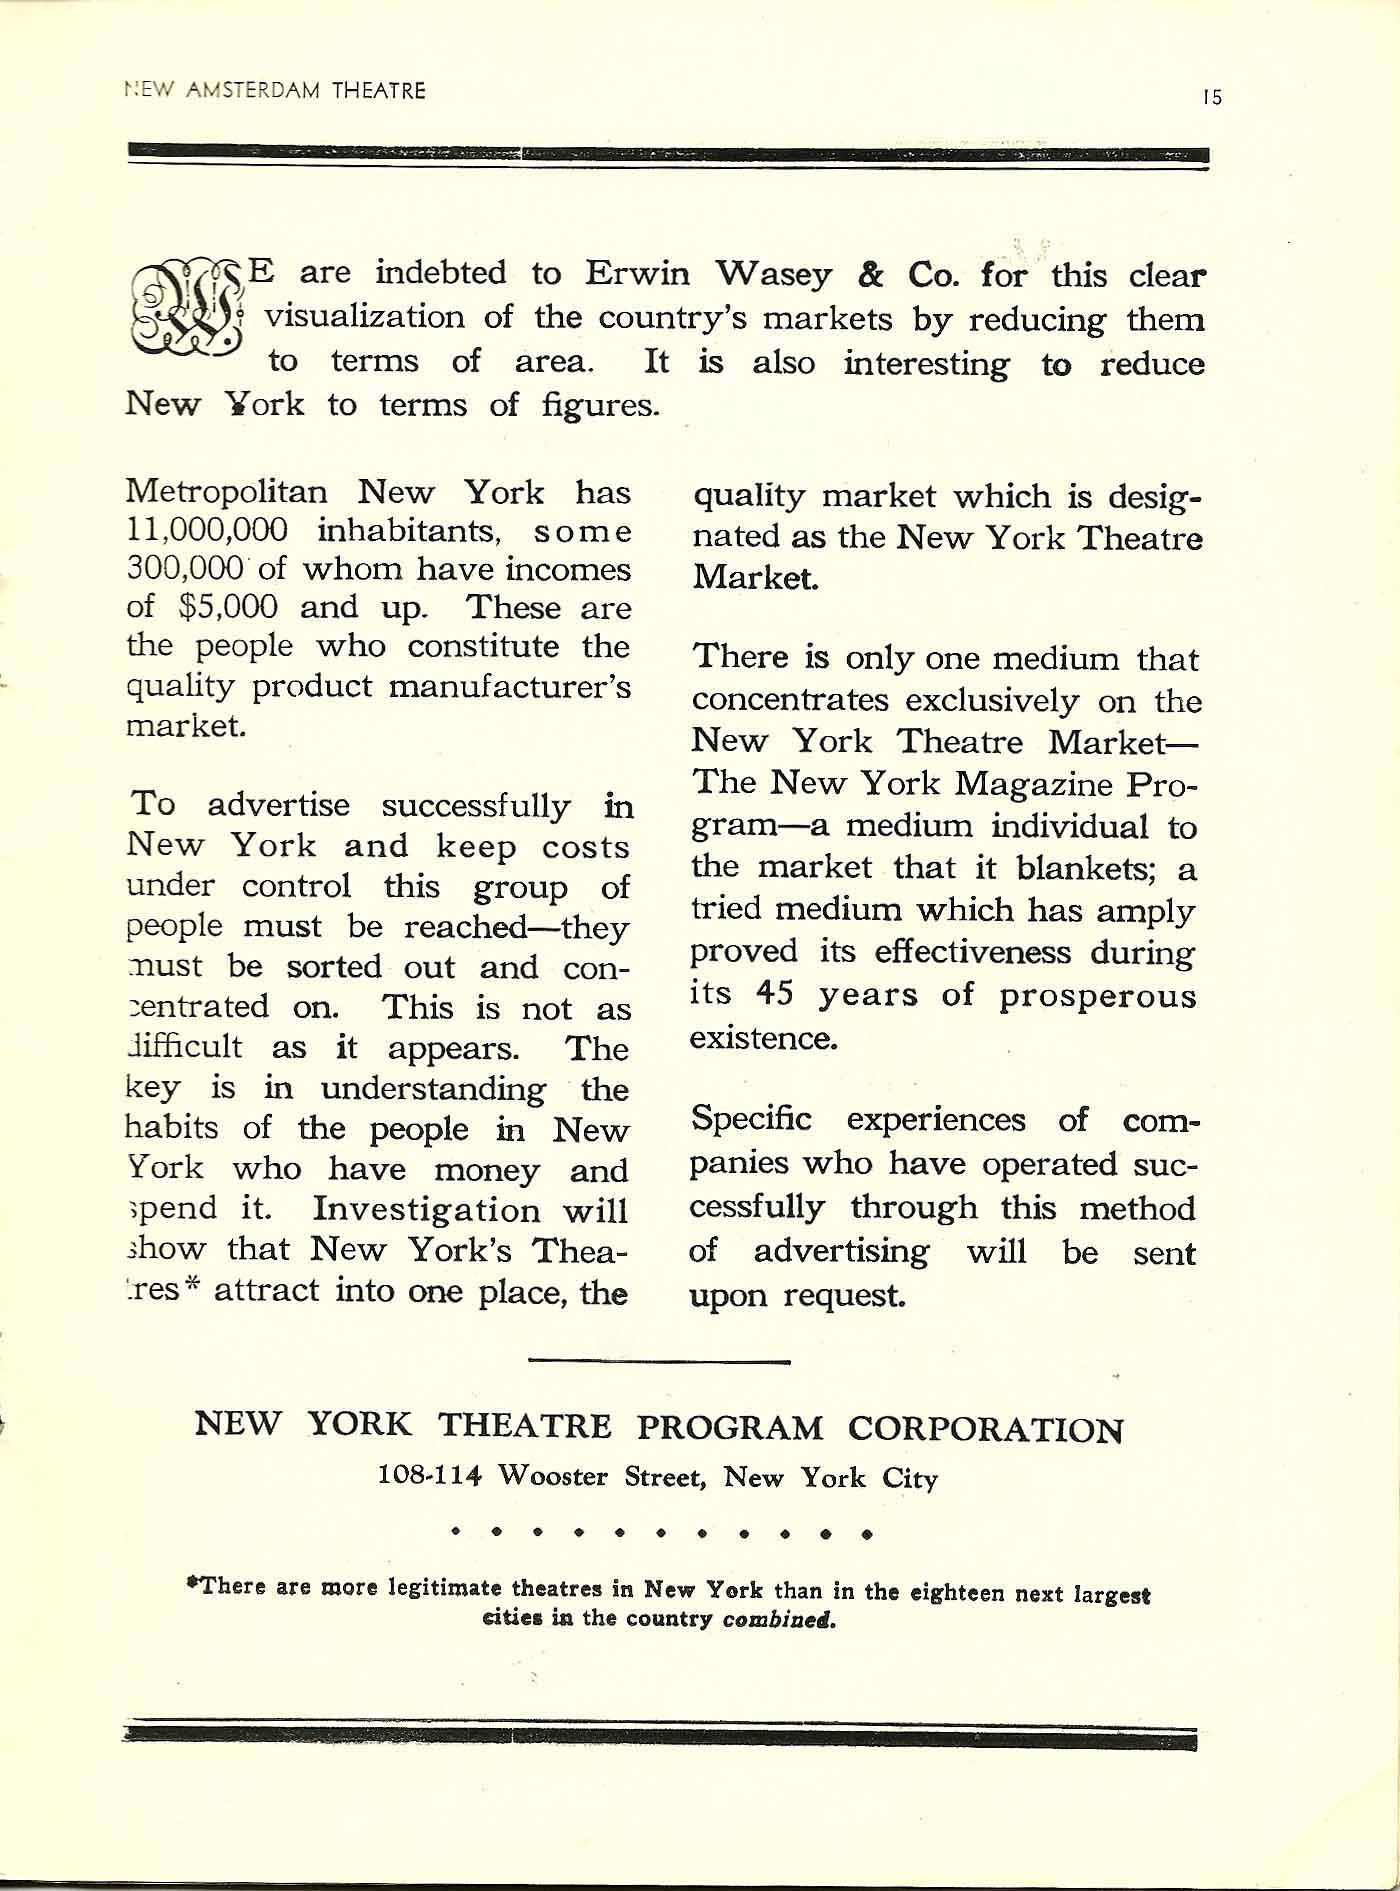 NEW AMSTERDAM THEATRE
15
WE are indebted to Erwin Wasey & Co. for this clear
visualization of the country's markets by reducing them
to terms of area. It is also interesting to reduce
New York to terms of figures.
Metropolitan New York has
11,000,000 inhabitants, some
300,000 of whom have incomes
of $5,000 and up. These are
the people who constitute the
quality product manufacturer's
market.
To advertise successfully in
New York and keep costs
under control this group of
people must be reached—they
must be sorted out and con-
centrated on. This is not as
difficult as it appears. The
key is in understanding the
habits of the people in New
York who have money and
spend it. Investigation will
show that New York's Thea-
tres* attract into one place, the
quality market which is desig-
nated as the New York Theatre
Market.
There is only one medium that
concentrates exclusively on the
New York Theatre Market—
The New York Magazine Pro-
gram—a medium individual to
the market that it blankets; a
tried medium which has amply
proved its effectiveness during
its 45 years of prosperous
existence.
Specific experiences of com-
panies who have operated suc-
cessfully through this method
of advertising will be sent
upon request.
NEW YORK THEATRE PROGRAM CORPORATION
108-114 Wooster Street, New York City
*There are more legitimate theatres in New York than in the eighteen next largest
cities in the country combined.